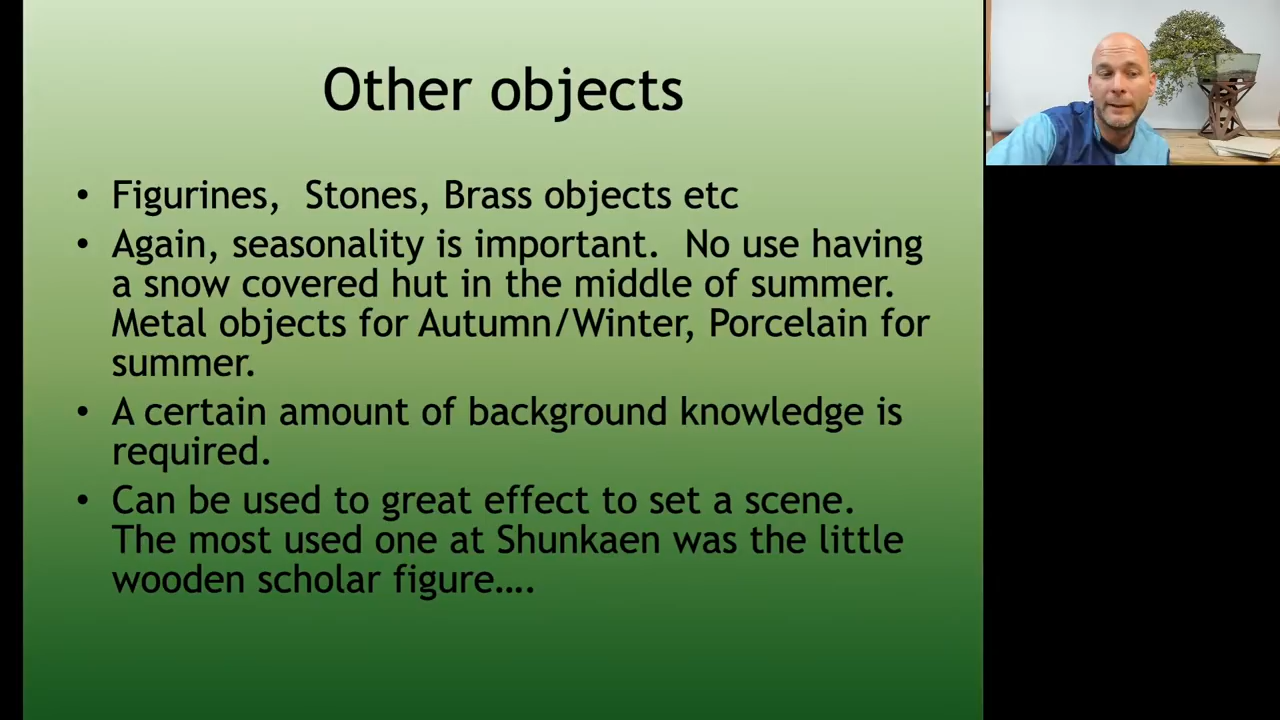 Other objects
• Figurines,  Stones, Brass objects etc
• Again, seasonality is important.  No use having
a snow covered hut in the middle of summer.
Metal objects for Autumn/Winter, Porcelain for
summer.
• A certain amount of background knowledge is
required.
• Can be used to great effect to set a scene.
The most used one at Shunkaen was the little
wooden scholar figure….